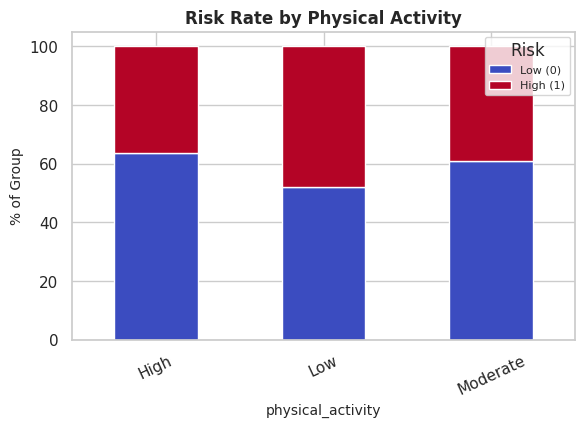 Risk Rate by Physical Activity
Risk
Low (0)
High (1)
% of Group
100
80
60
40
20
0
High
Low
Moderate
physical_activity